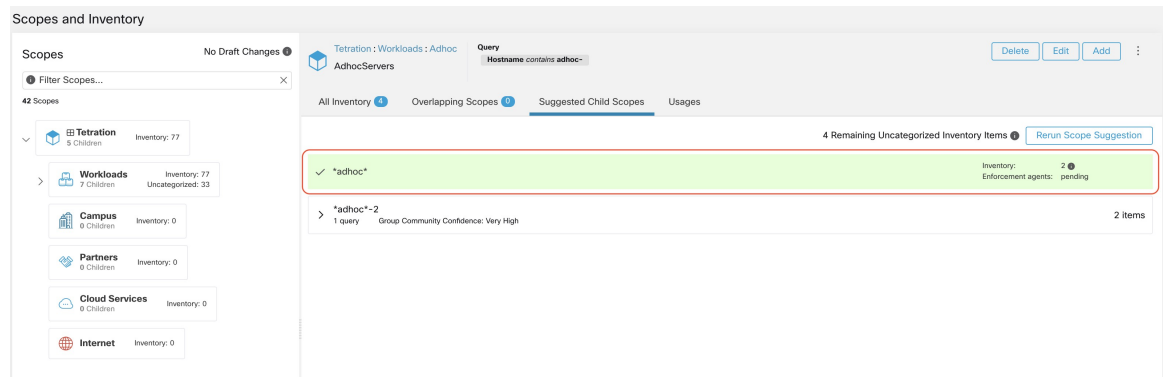 Scopes and Inventory
Scopes
No Draft Changes
Filter Scopes...
42 Scopes
Tetration
5 Children
Inventory: 77
Workloads
7 Children
Inventory: 77
Uncategorized: 33
Campus
0 Children
Inventory: 0
Partners
0 Children
Inventory: 0
Cloud Services
0 Children
Inventory: 0
Internet
Inventory: 0
Tetration : Workloads : Adhoc
AdhocServers
Query
Hostname contains adhoc-
Delete
Edit
Add
All Inventory 4
Overlapping Scopes 0
Suggested Child Scopes
Usages
4 Remaining Uncategorized Inventory Items
Rerun Scope Suggestion
*adhoc*
Inventory: 2
Enforcement agents: pending
*adhoc*-2
1 query Group Community Confidence: Very High
2 items